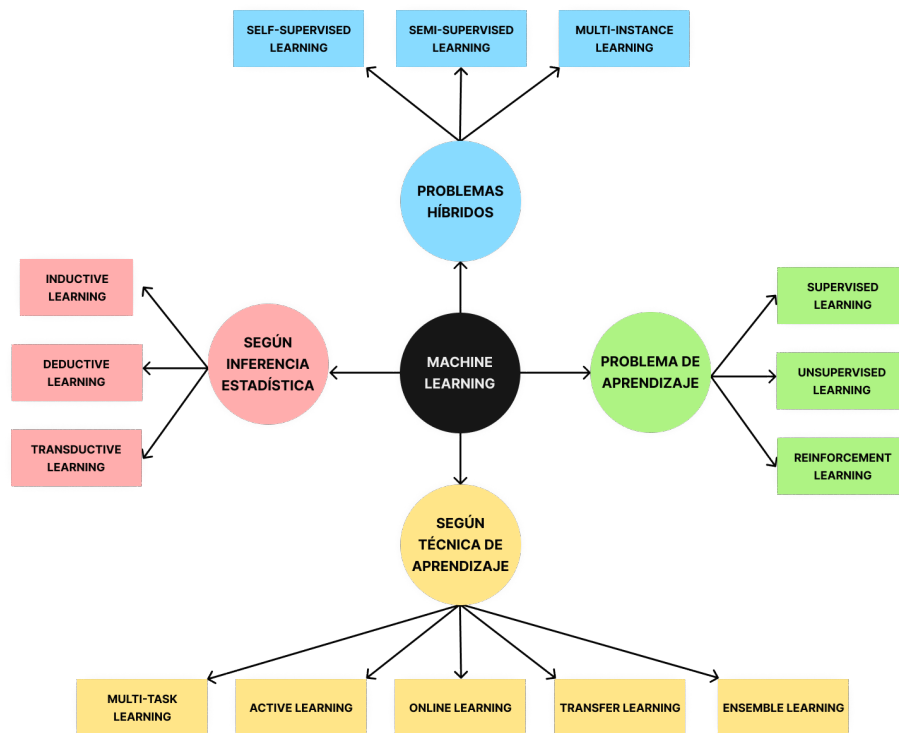 SELF-SUPERVISED
LEARNING
SEMI-SUPERVISED
LEARNING
MULTI-INSTANCE
LEARNING
PROBLEMAS
HÍBRIDOS
INDUCTIVE
LEARNING
DEDUCTIVE
LEARNING
TRANSDUCTIVE
LEARNING
SEGÚN
INFERENCIA
ESTADÍSTICA
MACHINE
LEARNING
PROBLEMA DE
APRENDIZAJE
SUPERVISED
LEARNING
UNSUPERVISED
LEARNING
REINFORCEMENT
LEARNING
SEGÚN
TÉCNICA DE
APRENDIZAJE
MULTI-TASK
LEARNING
ACTIVE LEARNING
ONLINE LEARNING
TRANSFER LEARNING
ENSEMBLE LEARNING